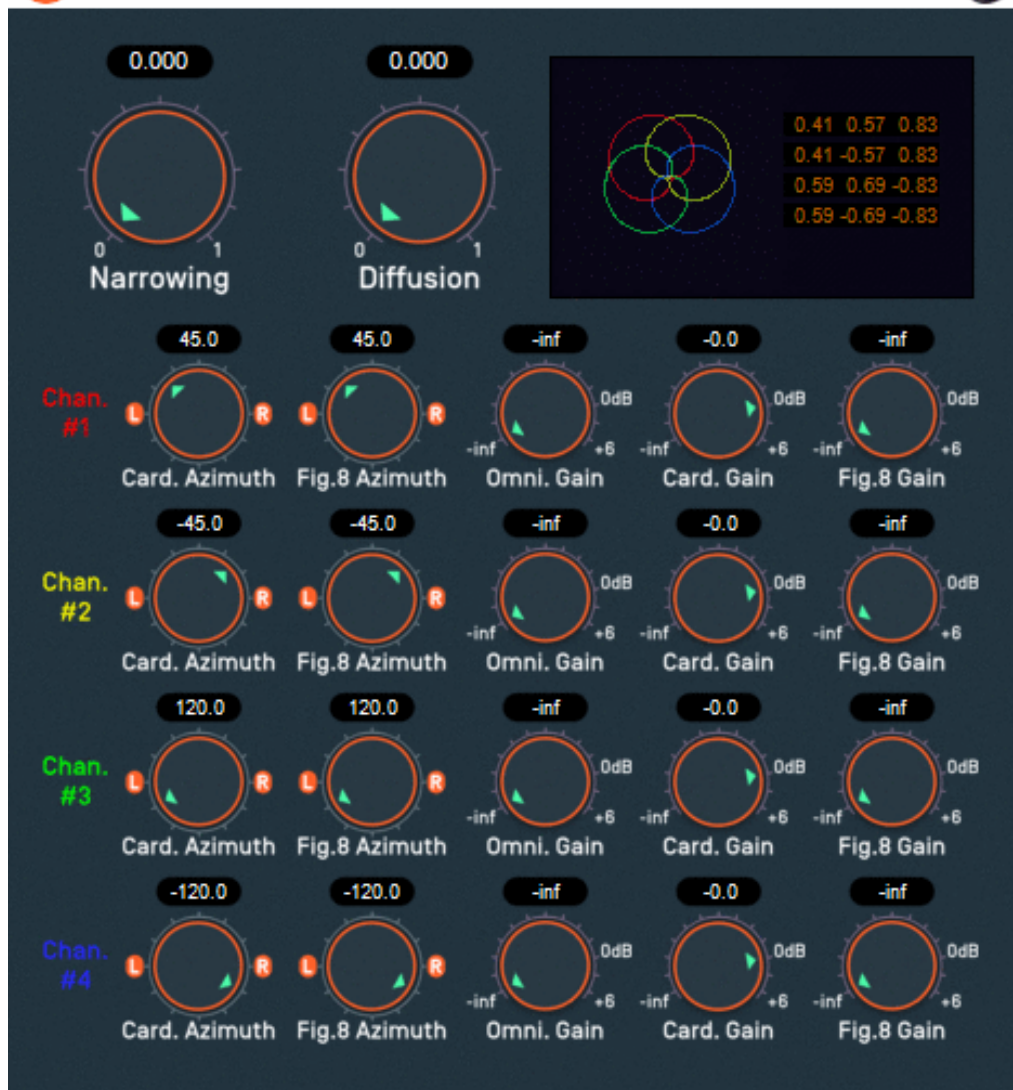 0.000 0.000
0.41 0.57 0.83
0.41 -0.57 0.83
0.59 0.69 -0.83
0.59 -0.69 -0.83
0 1 0 1
Narrowing Diffusion
45.0 45.0 -inf -0.0 -inf
Chan. #1
L R L R -inf 0dB +6 -inf 0dB +6 -inf 0dB +6
Card. Azimuth Fig.8 Azimuth Omni. Gain Card. Gain Fig.8 Gain
-45.0 -45.0 -inf -0.0 -inf
Chan. #2
L R L R -inf 0dB +6 -inf 0dB +6 -inf 0dB +6
Card. Azimuth Fig.8 Azimuth Omni. Gain Card. Gain Fig.8 Gain
120.0 120.0 -inf -0.0 -inf
Chan. #3
L R L R -inf 0dB +6 -inf 0dB +6 -inf 0dB +6
Card. Azimuth Fig.8 Azimuth Omni. Gain Card. Gain Fig.8 Gain
-120.0 -120.0 -inf -0.0 -inf
Chan. #4
L R L R -inf 0dB +6 -inf 0dB +6 -inf 0dB +6
Card. Azimuth Fig.8 Azimuth Omni. Gain Card. Gain Fig.8 Gain